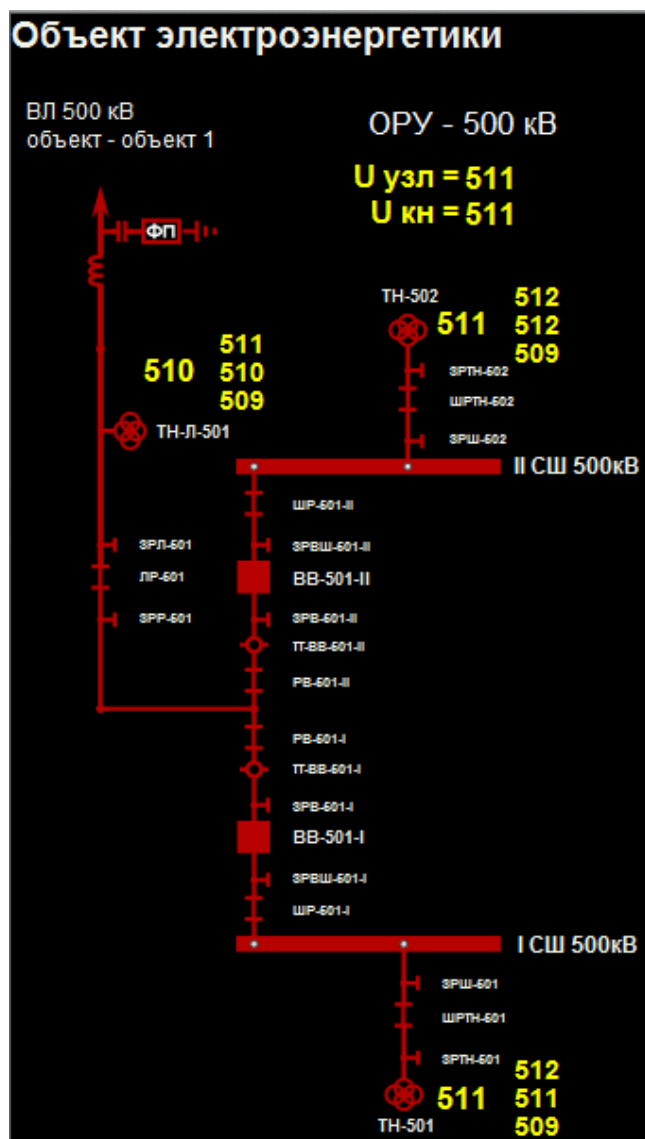 Объект электроэнергетики
ВЛ 500 кВ
объект - объект 1
ОРУ - 500 кВ
U узл = 511
U кн = 511
ФП
ТН-502
511
512
512
509
ЗРТН-502
ШРТН-502
ЗРШ-502
510
511
510
509
ТН-Л-501
II СШ 500кВ
ШР-501-II
ЗРВШ-501-II
ВВ-501-II
ЗРВ-501-II
ТТ-ВВ-501-II
РВ-501-II
ЗРЛ-501
ЛР-501
ЗРР-501
РВ-501-I
ТТ-ВВ-501-I
ЗРВ-501-I
ВВ-501-I
ЗРВШ-501-I
ШР-501-I
I СШ 500кВ
ЗРШ-501
ШРТН-501
ЗРТН-501
511
512
511
509
ТН-501